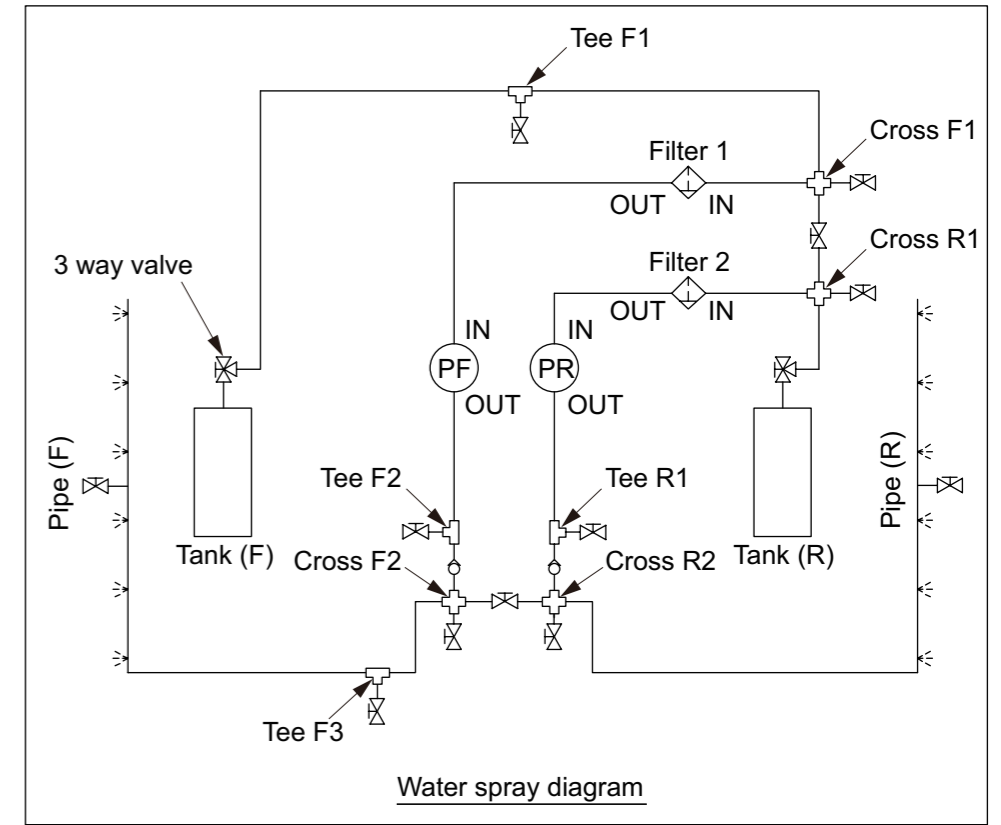 Tee F1
Cross F1
Filter 1
OUT IN
Cross R1
3 way valve
Filter 2
OUT IN
IN IN
PF PR
OUT OUT
Pipe (F)
Pipe (R)
Tee F2 Tee R1
Tank (F) Tank (R)
Cross F2 Cross R2
Tee F3
Water spray diagram